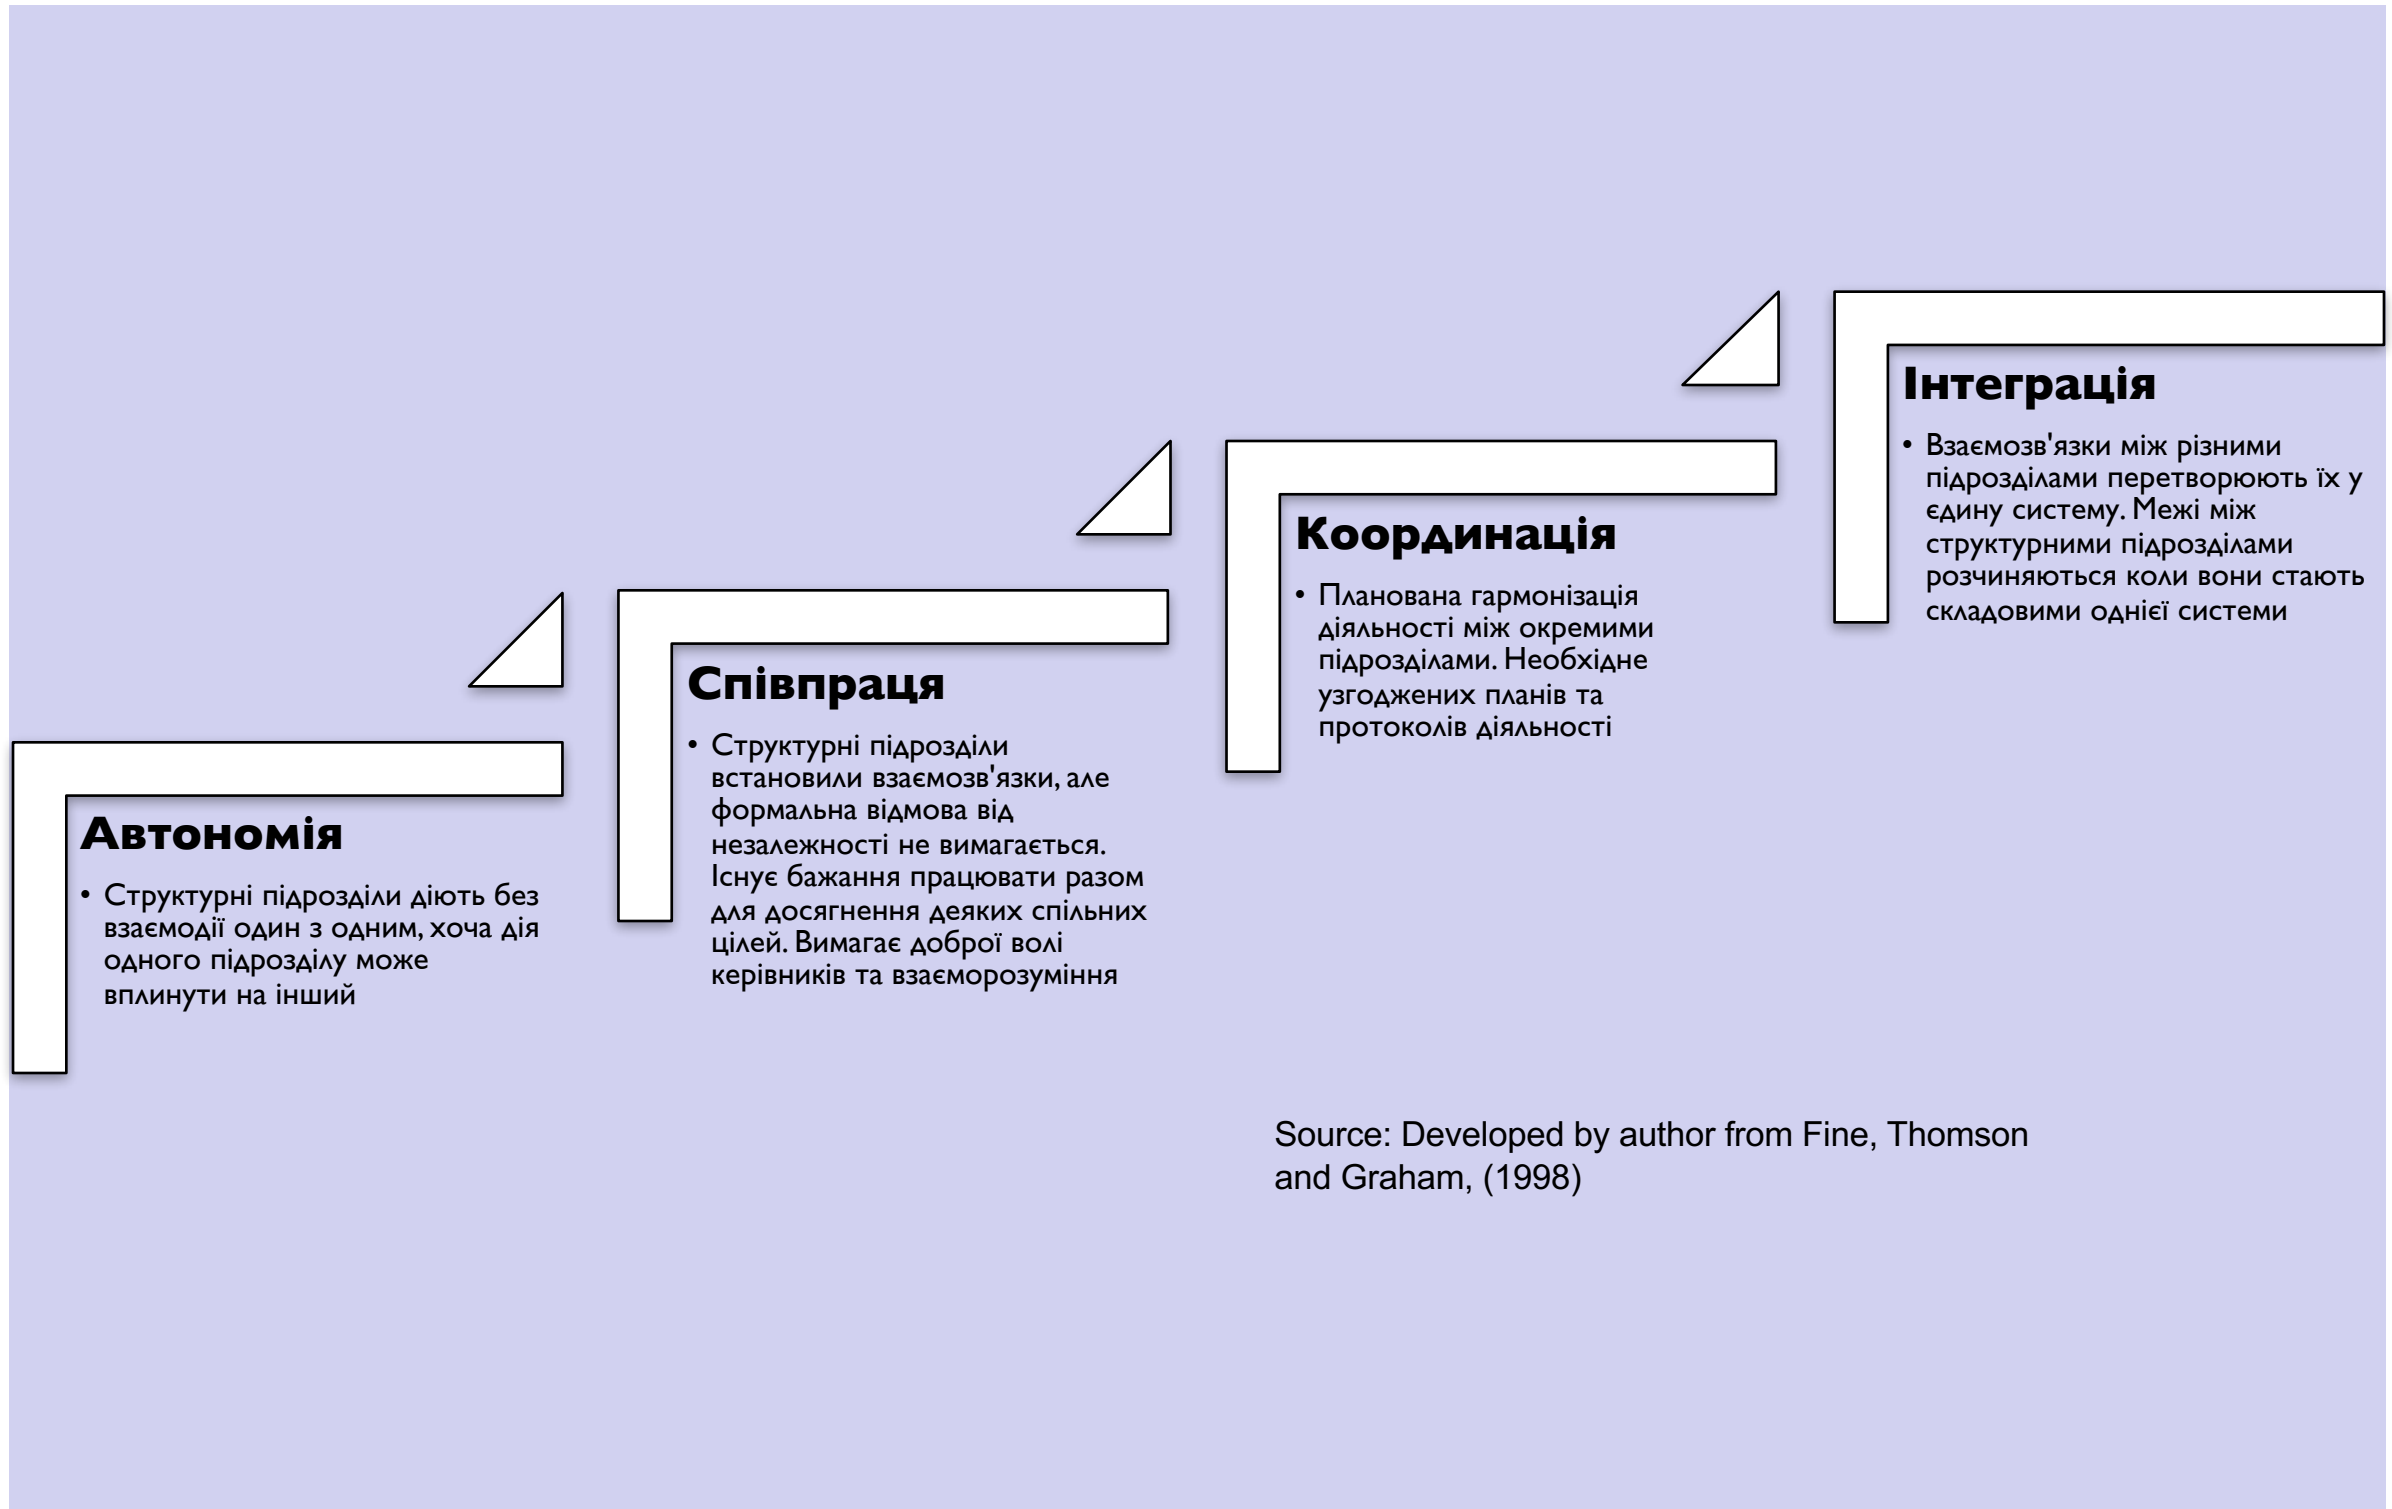 Автономія
• Структурні підрозділи діють без
взаємодії один з одним, хоча дія
одного підрозділу може
вплинути на інший
Співпраця
• Структурні підрозділи
встановили взаємозв'язки, але
формальна відмова від
незалежності не вимагається.
Існує бажання працювати разом
для досягнення деяких спільних
цілей. Вимагає доброї волі
керівників та взаєморозуміння
Координація
• Планована гармонізація
діяльності між окремими
підрозділами. Необхідне
узгоджених планів та
протоколів діяльності
Інтеграція
• Взаємозв'язки між різними
підрозділами перетворюють їх у
єдину систему. Межі між
структурними підрозділами
розчиняються коли вони стають
складовими однієї системи
Source: Developed by author from Fine, Thomson
and Graham, (1998)